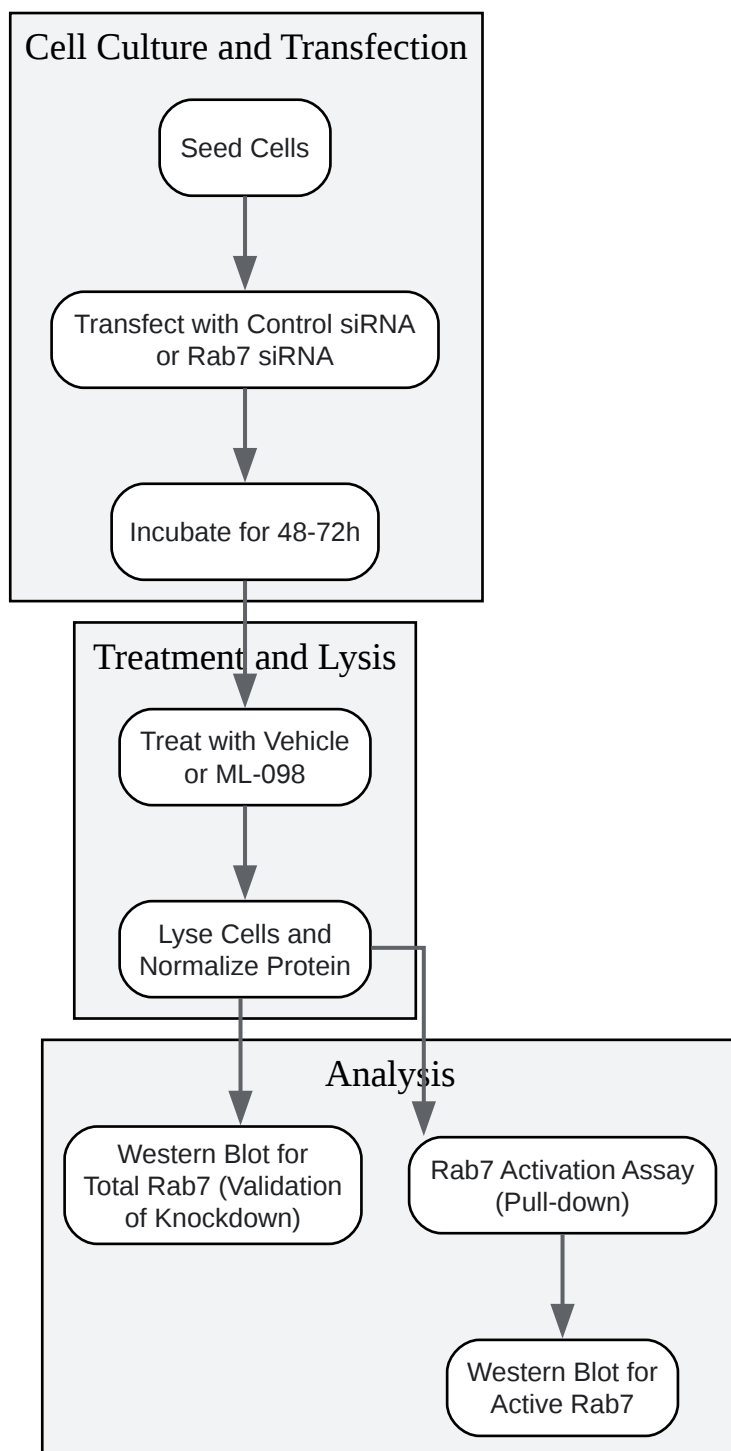 Cell Culture and Transfection
Seed Cells
Transfect with Control siRNA
or Rab7 siRNA
Incubate for 48-72h
Treatment and Lysis
Treat with Vehicle
or ML-098
Lyse Cells and
Normalize Protein
Analysis
Western Blot for
Total Rab7 (Validation
of Knockdown)
Rab7 Activation Assay
(Pull-down)
Western Blot for
Active Rab7